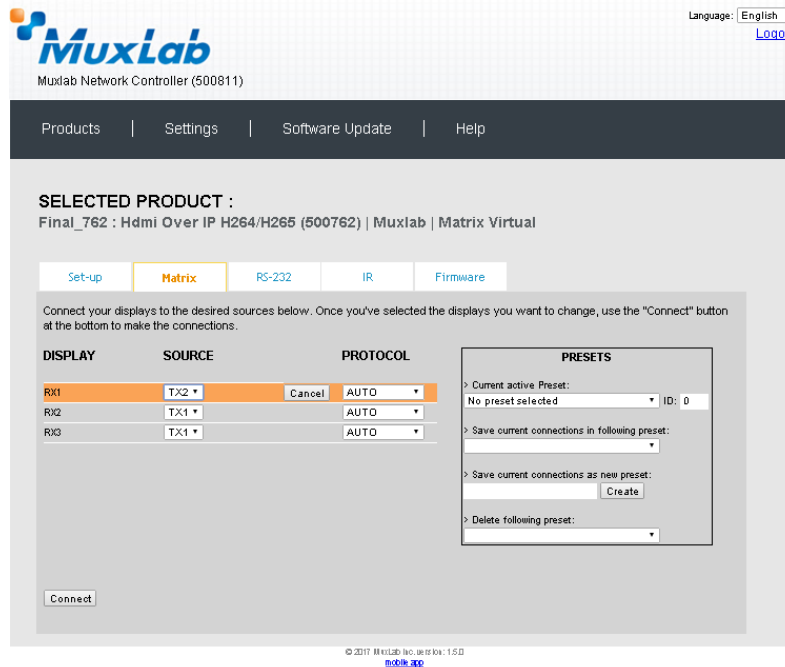 Language: English
Logo
MuxLab
Muxlab Network Controller (500811)
Products | Settings | Software Update | Help
SELECTED PRODUCT :
Final_762 : Hdmi Over IP H264/H265 (500762) | Muxlab | Matrix Virtual
Set-up Matrix RS-232 IR Firmware
Connect your displays to the desired sources below. Once you've selected the displays you want to change, use the "Connect" button
at the bottom to make the connections.
DISPLAY SOURCE PROTOCOL
RX1 TX2 Cancel AUTO
RX2 TX1 AUTO
RX3 TX1 AUTO
PRESETS
> Current active Preset:
No preset selected ID: 0
> Save current connections in following preset:
> Save current connections as new preset:
Create
> Delete following preset:
Connect
© 2017 MuxLab Inc. version: 1.5.0
mobile app